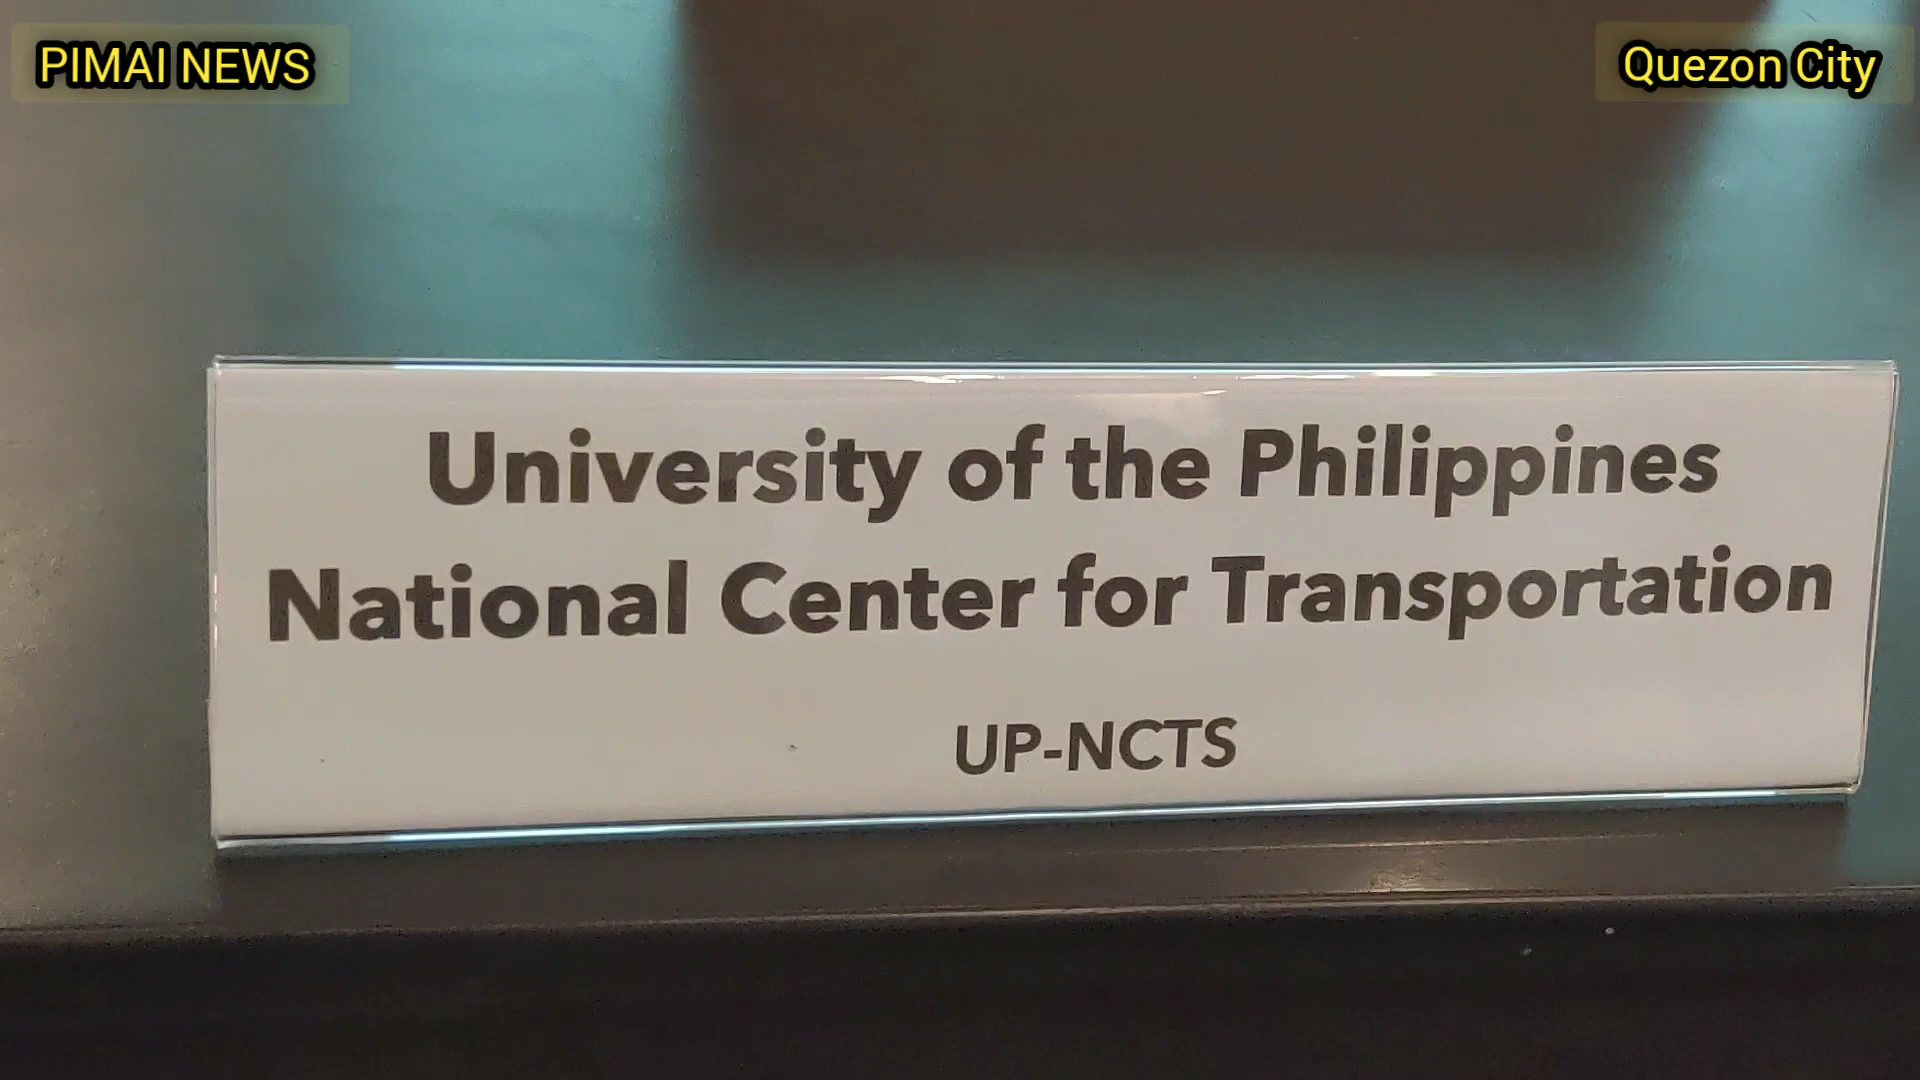 PIMAI NEWS
Quezon City
University of the Philippines
National Center for Transportation
UP-NCTS